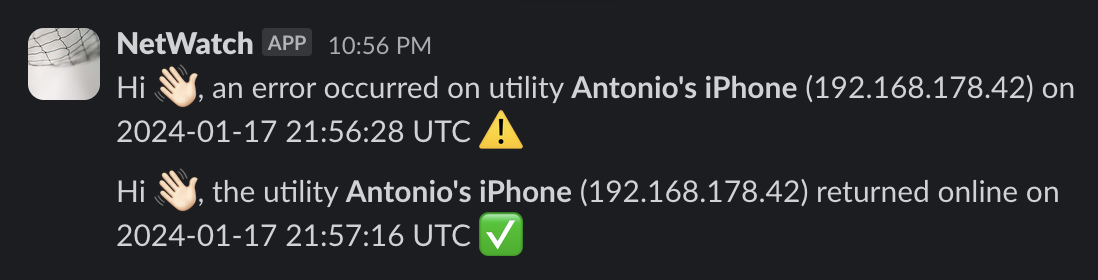 NetWatch APP 10:56 PM
Hi 👋🏻, an error occurred on utility Antonio's iPhone (192.168.178.42) on
2024-01-17 21:56:28 UTC ⚠️
Hi 👋🏻, the utility Antonio's iPhone (192.168.178.42) returned online on
2024-01-17 21:57:16 UTC ✅